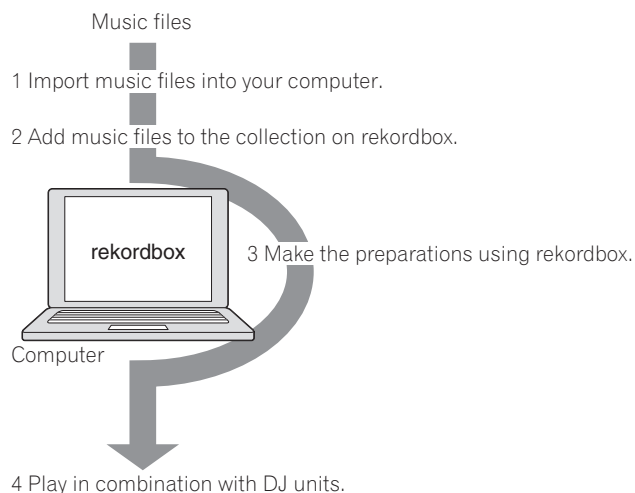 Music files
1 Import music files into your computer.
2 Add music files to the collection on rekordbox.
rekordbox
3 Make the preparations using rekordbox.
Computer
4 Play in combination with DJ units.